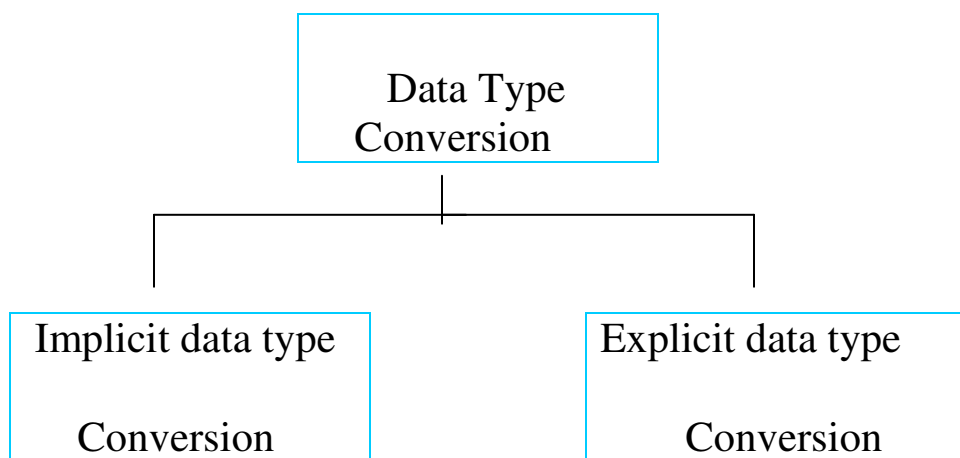 Data Type
Conversion
Implicit data type
Conversion
Explicit data type
Conversion